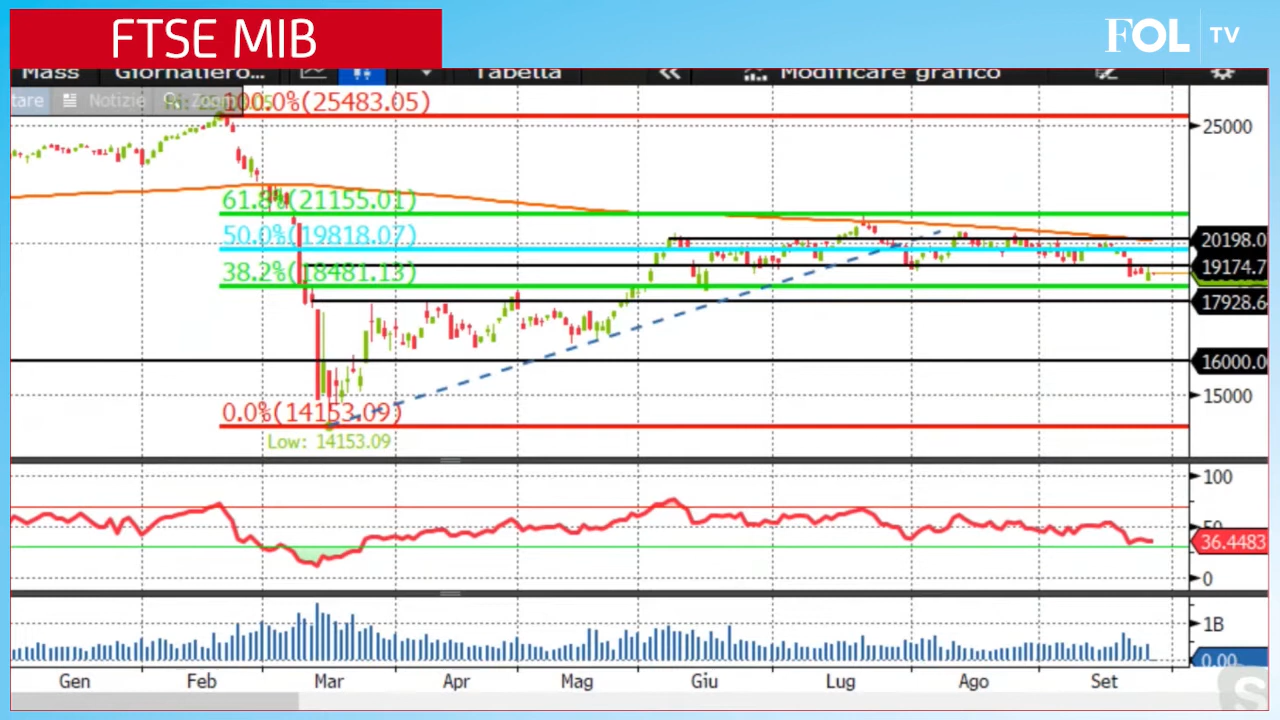 FTSE MIB
FOL TV
Mass Giornaliero... Tabella Modificare grafico
tare Notizie Zoom
100.0%(25483.05)
25000
61.8%(21155.01)
50.0%(19818.07)
20198.0
38.2%(18481.13)
19174.7
17928.6
16000.0
15000
0.0%(14153.09)
Low: 14153.09
100
50
36.4483
0
1B
0.00
Gen Feb Mar Apr Mag Giu Lug Ago Set